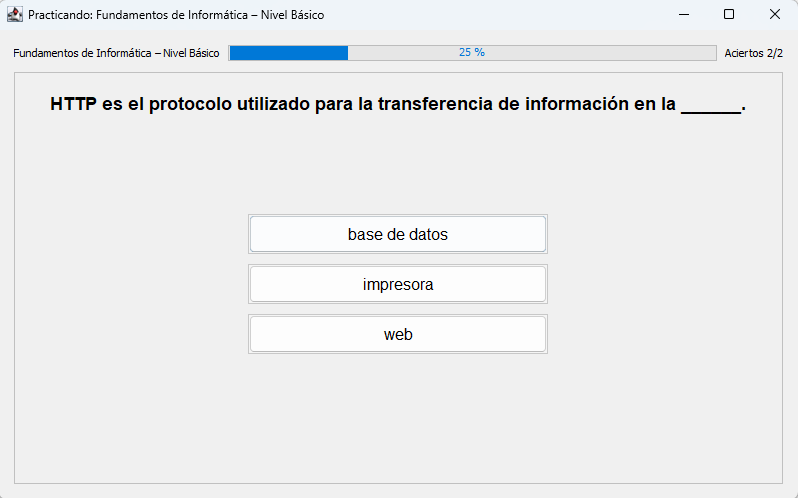 Practicando: Fundamentos de Informática – Nivel Básico
Fundamentos de Informática – Nivel Básico 25 % Aciertos 2/2
HTTP es el protocolo utilizado para la transferencia de información en la ______.
base de datos
impresora
web